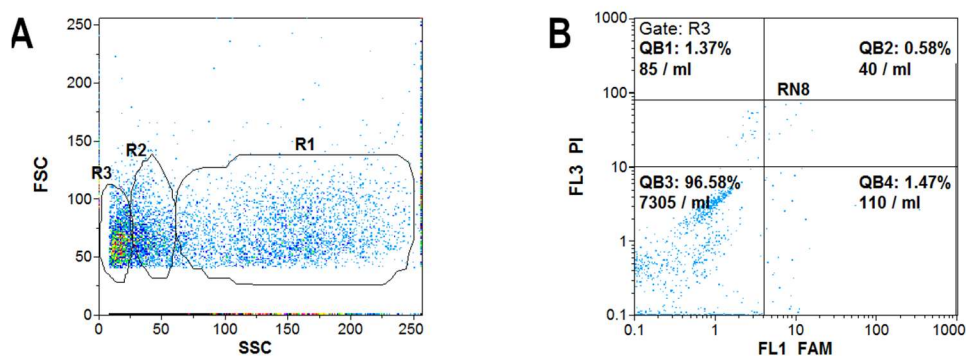 A
FSC
250
200
150
100
50
0
R3
R2
R1
0
50
100
150
200
250
SSC
B
FL3 PI
1000
100
10
1
0.1
Gate: R3
QB1: 1.37%
85 / ml
QB2: 0.58%
40 / ml
RN8
QB3: 96.58%
7305 / ml
QB4: 1.47%
110 / ml
0.1
1
10
100
1000
FL1 FAM